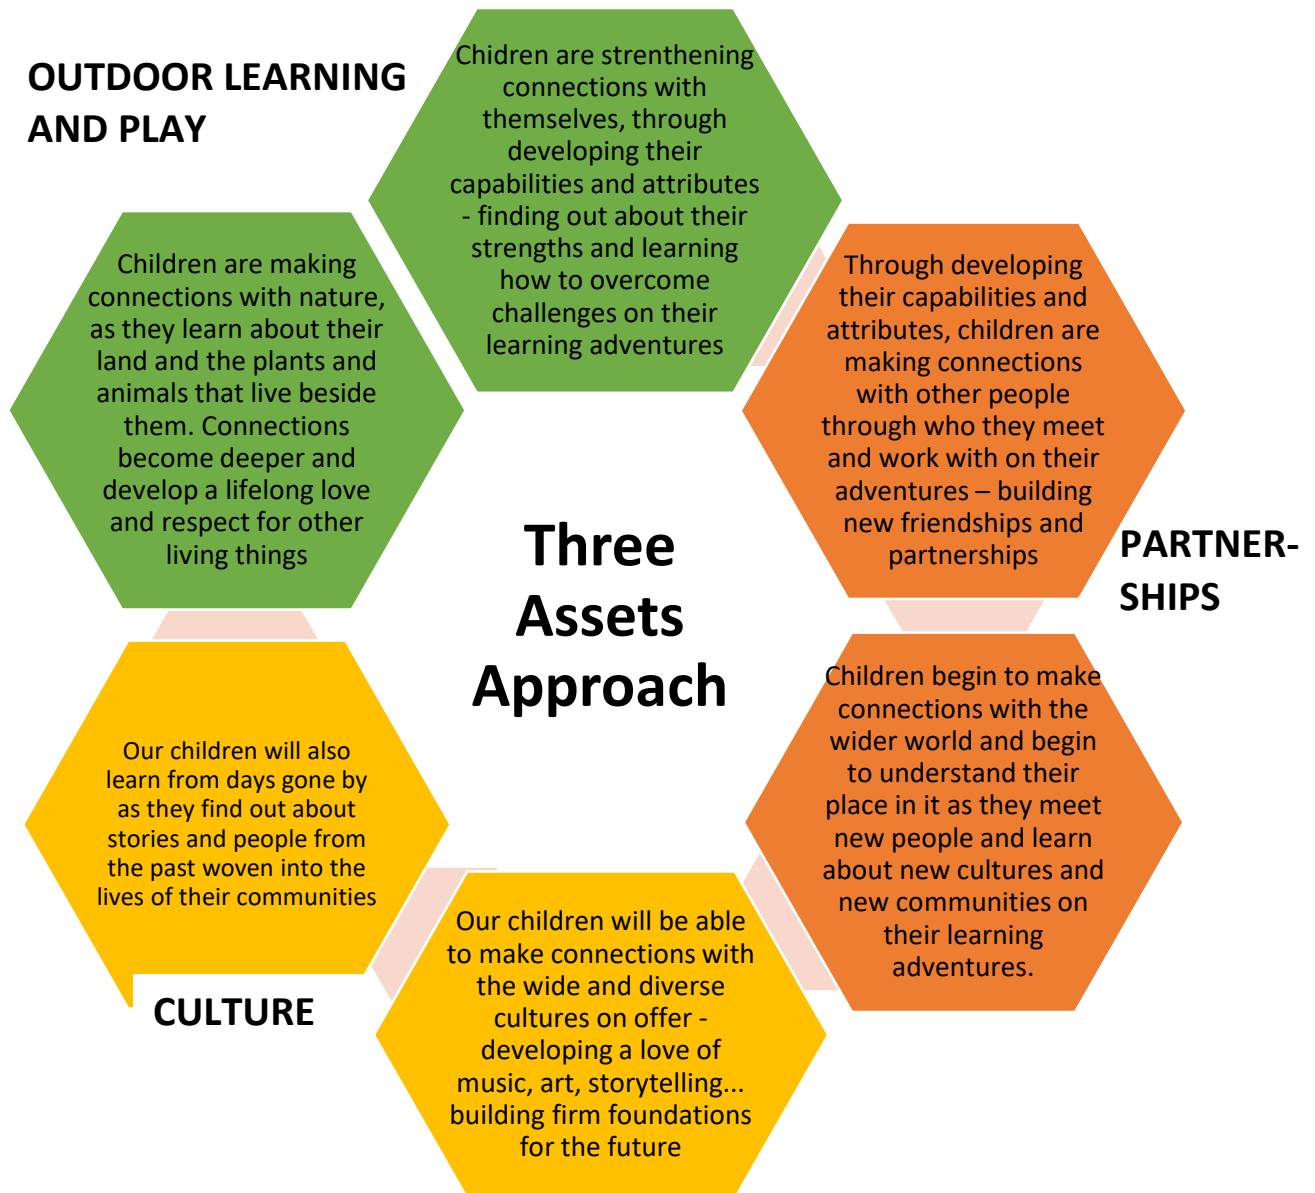 OUTDOOR LEARNING
AND PLAY
Chidren are strenthening
connections with
themselves, through
developing their
capabilities and attributes
- finding out about their
strengths and learning
how to overcome
challenges on their
learning adventures
Children are making
connections with nature,
as they learn about their
land and the plants and
animals that live beside
them. Connections
become deeper and
develop a lifelong love
and respect for other
living things
Through developing
their capabilities and
attributes, children are
making connections
with other people
through who they meet
and work with on their
adventures – building
new friendships and
partnerships
Three
Assets
Approach
PARTNER-
SHIPS
Children begin to make
connections with the
wider world and begin
to understand their
place in it as they meet
new people and learn
about new cultures and
new communities on
their learning
adventures.
Our children will also
learn from days gone by
as they find out about
stories and people from
the past woven into the
lives of their communities
CULTURE
Our children will be able
to make connections with
the wide and diverse
cultures on offer -
developing a love of
music, art, storytelling...
building firm foundations
for the future